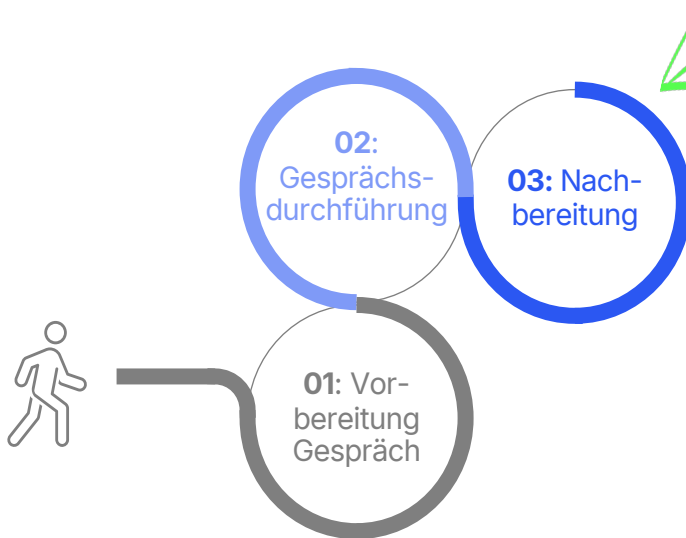 02:
Gesprächs-
durchführung
03: Nach-
bereitung
01: Vor-
bereitung
Gespräch